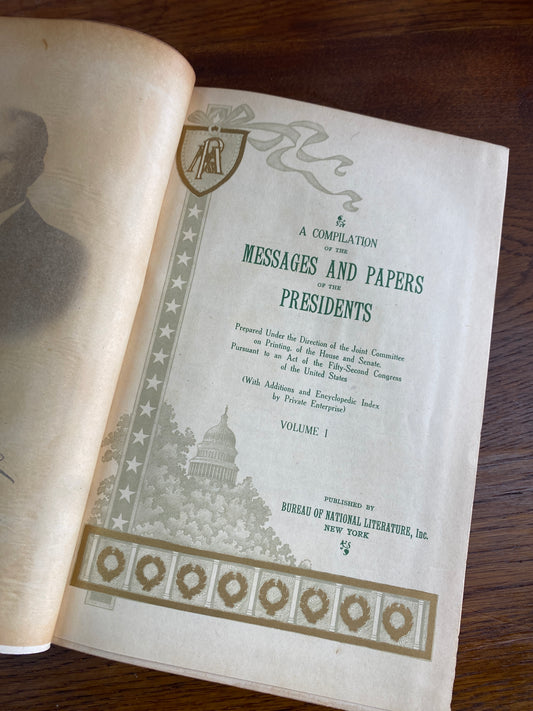 A COMPILATION
OF THE
MESSAGES AND PAPERS
OF THE
PRESIDENTS
Prepared Under the Direction of the Joint Committee
on Printing, of the House and Senate,
Pursuant to an Act of the Fifty-Second Congress
of the United States
(With Additions and Encyclopedic Index
by Private Enterprise)
VOLUME I
PUBLISHED BY
BUREAU OF NATIONAL LITERATURE, Inc.
NEW YORK